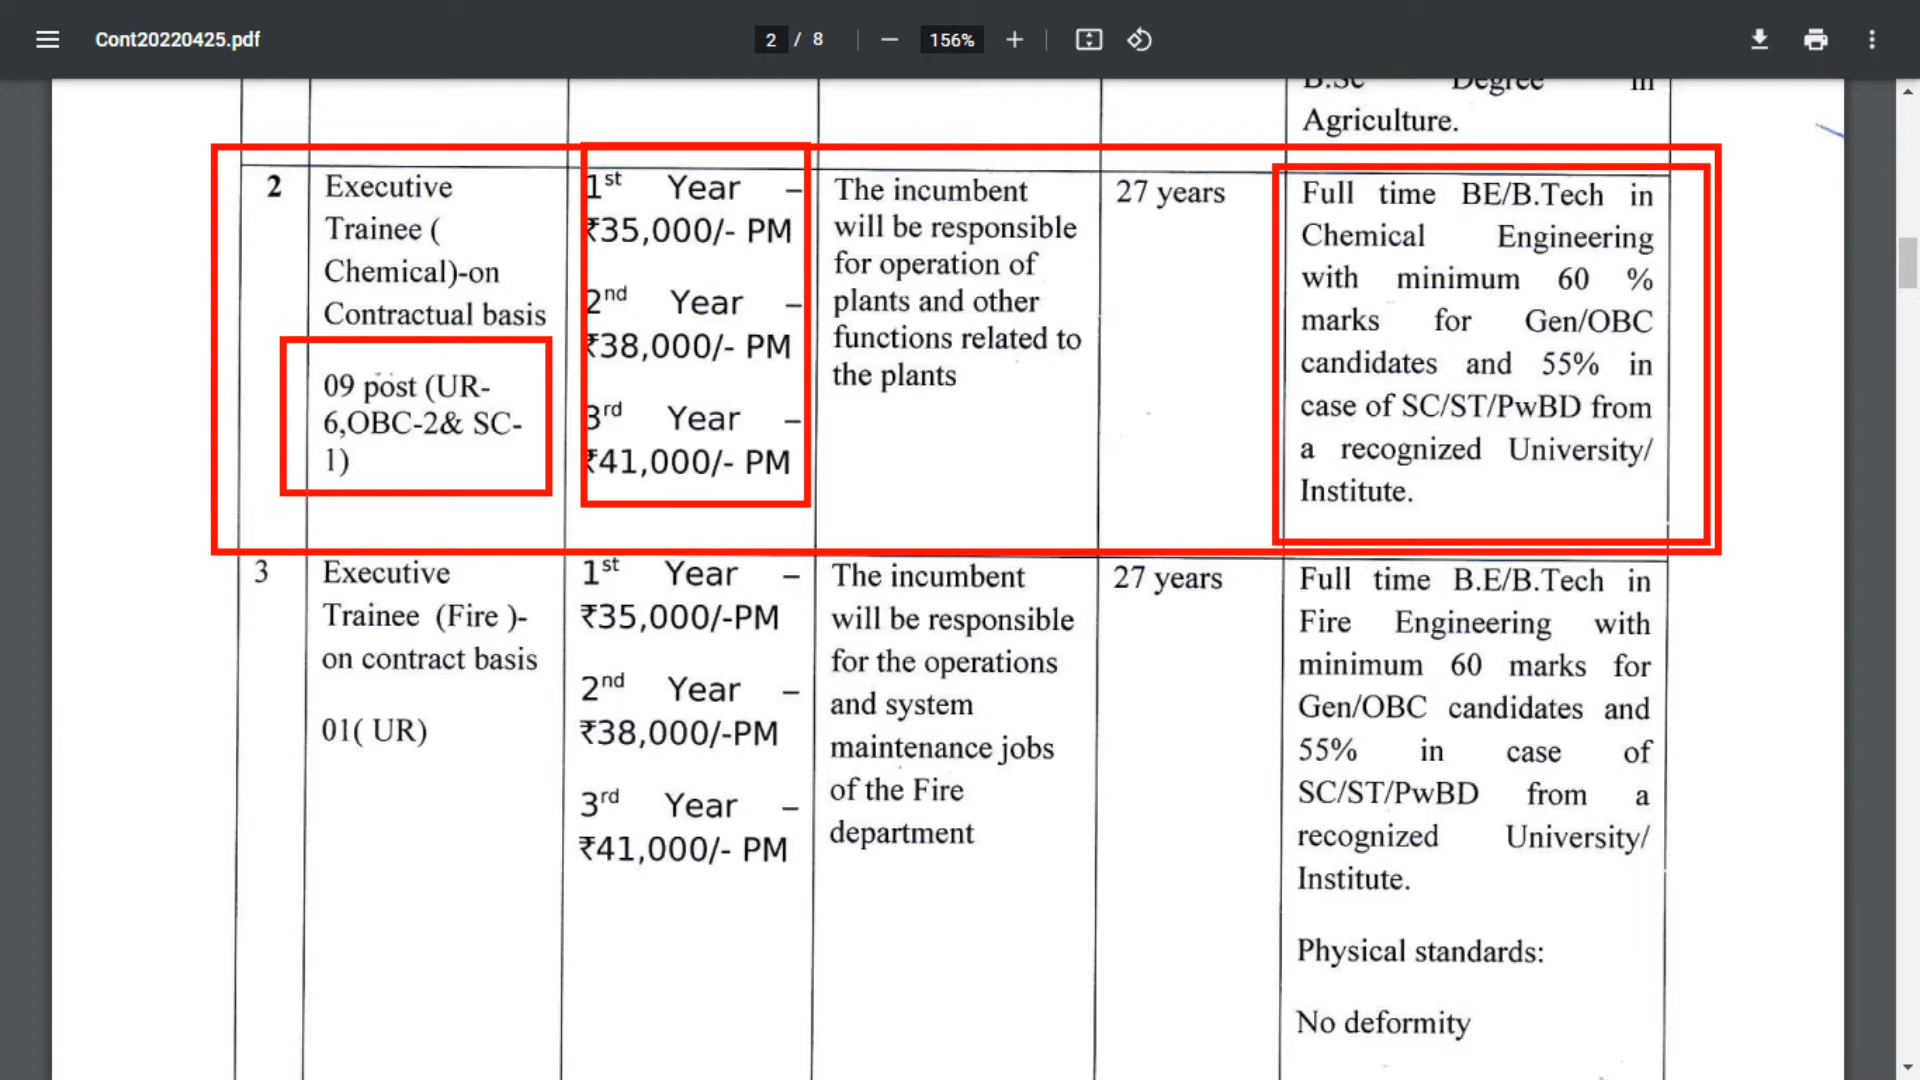 Cont20220425.pdf
2 / 8
156%
B.Sc Degree in
Agriculture.
2
Executive
Trainee (
Chemical)-on
Contractual basis
09 post (UR-
6,OBC-2& SC-
1)
1st Year –
₹35,000/- PM
2nd Year –
₹38,000/- PM
3rd Year –
₹41,000/- PM
The incumbent
will be responsible
for operation of
plants and other
functions related to
the plants
27 years
Full time BE/B.Tech in
Chemical Engineering
with minimum 60 %
marks for Gen/OBC
candidates and 55% in
case of SC/ST/PwBD from
a recognized University/
Institute.
3
Executive
Trainee (Fire )-
on contract basis
01( UR)
1st Year –
₹35,000/-PM
2nd Year –
₹38,000/-PM
3rd Year –
₹41,000/- PM
The incumbent
will be responsible
for the operations
and system
maintenance jobs
of the Fire
department
27 years
Full time B.E/B.Tech in
Fire Engineering with
minimum 60 marks for
Gen/OBC candidates and
55% in case of
SC/ST/PwBD from a
recognized University/
Institute.
Physical standards:
No deformity